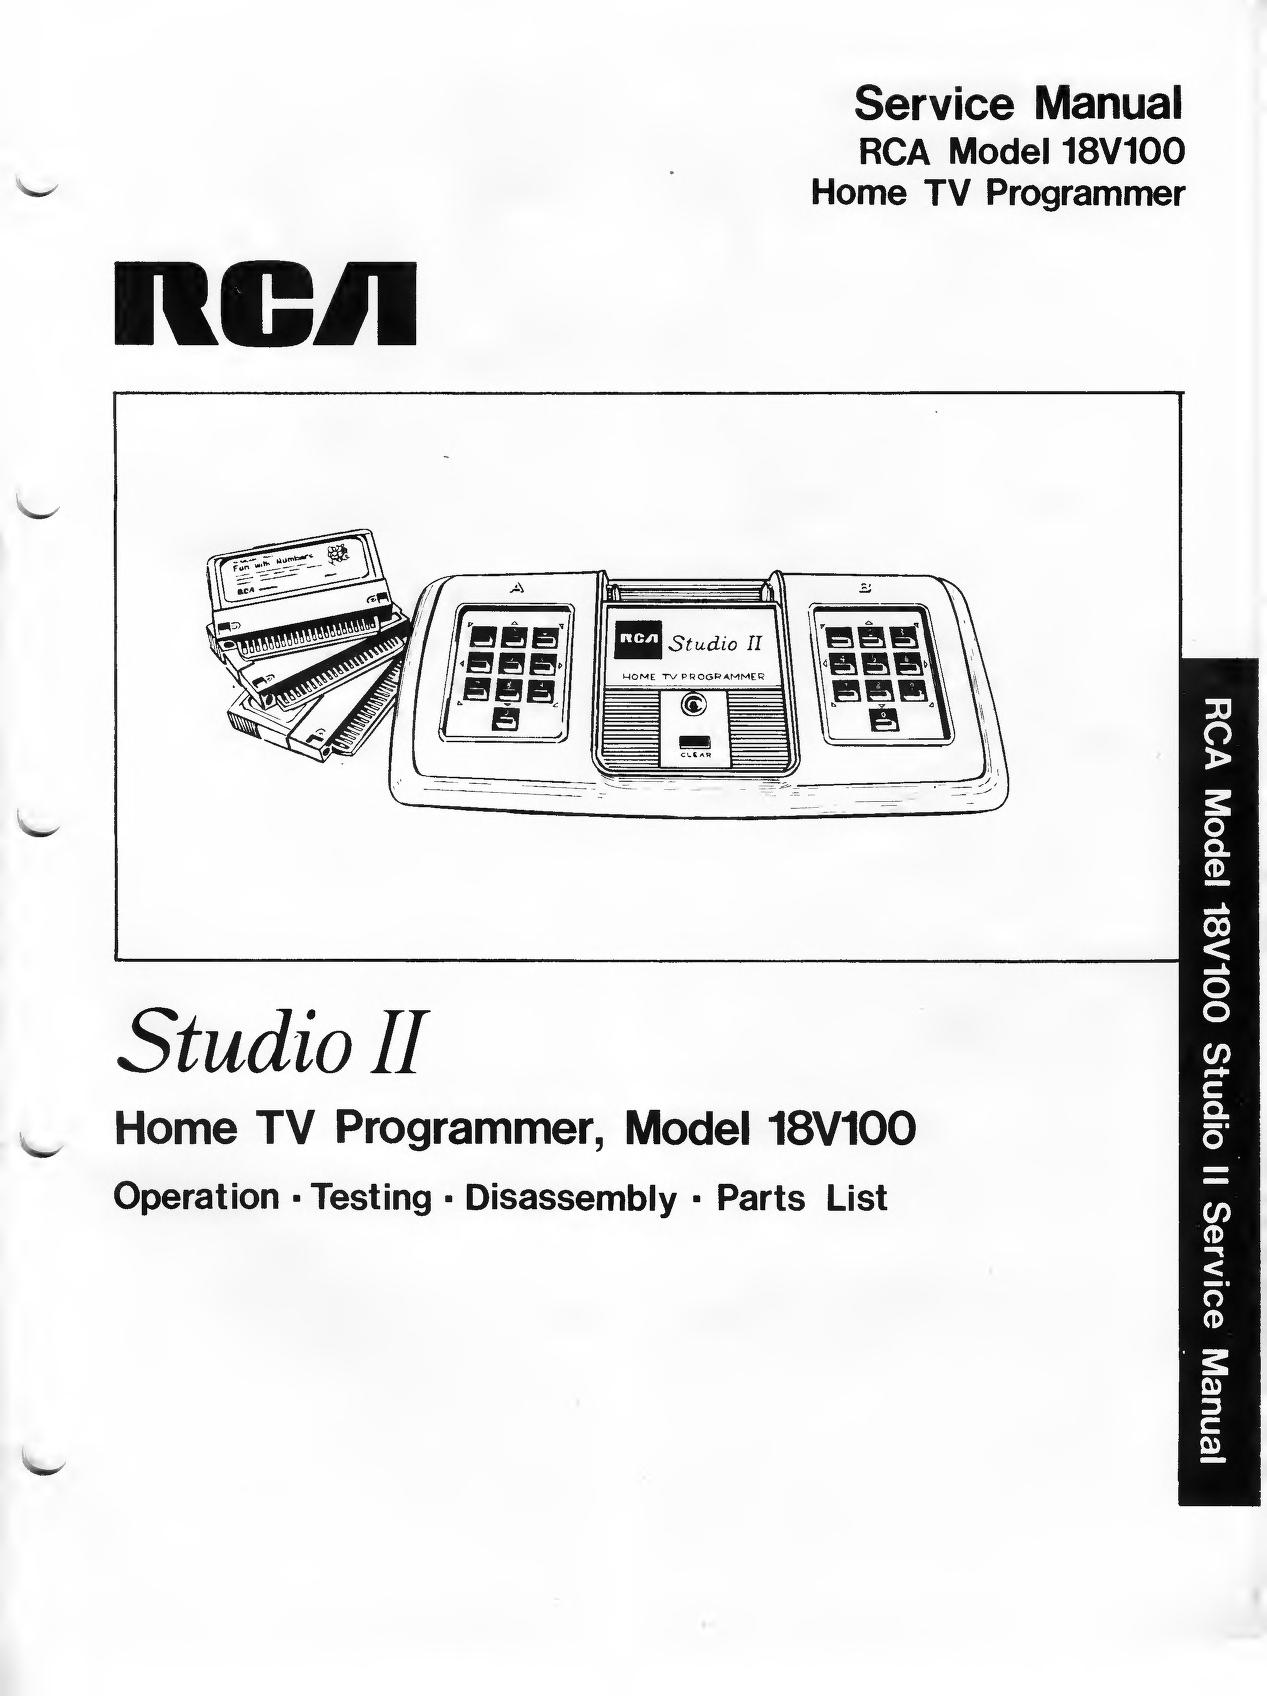 Service Manual
RCA Model 18V100
Home TV Programmer
RCA
Fun with Numbers
RCA
A
B
RCA Studio II
HOME TV PROGRAMMER
CLEAR
Studio II
Home TV Programmer, Model 18V100
Operation ▪ Testing ▪ Disassembly ▪ Parts List
RCA Model 18V100 Studio II Service Manual